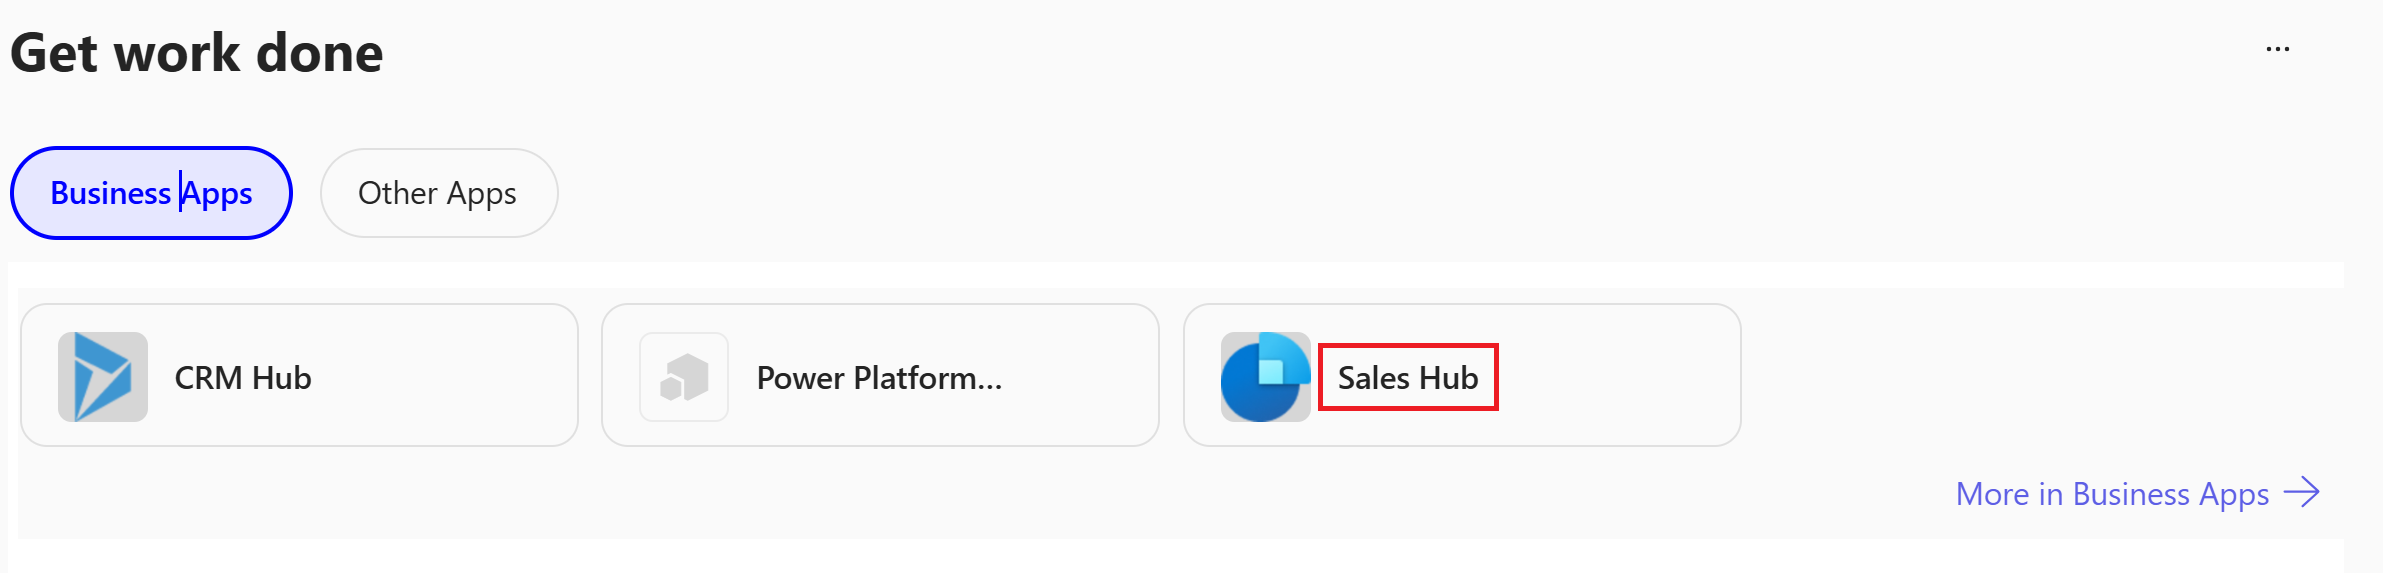 Get work done
...
Business Apps
Other Apps
CRM Hub
Power Platform...
Sales Hub
More in Business Apps →